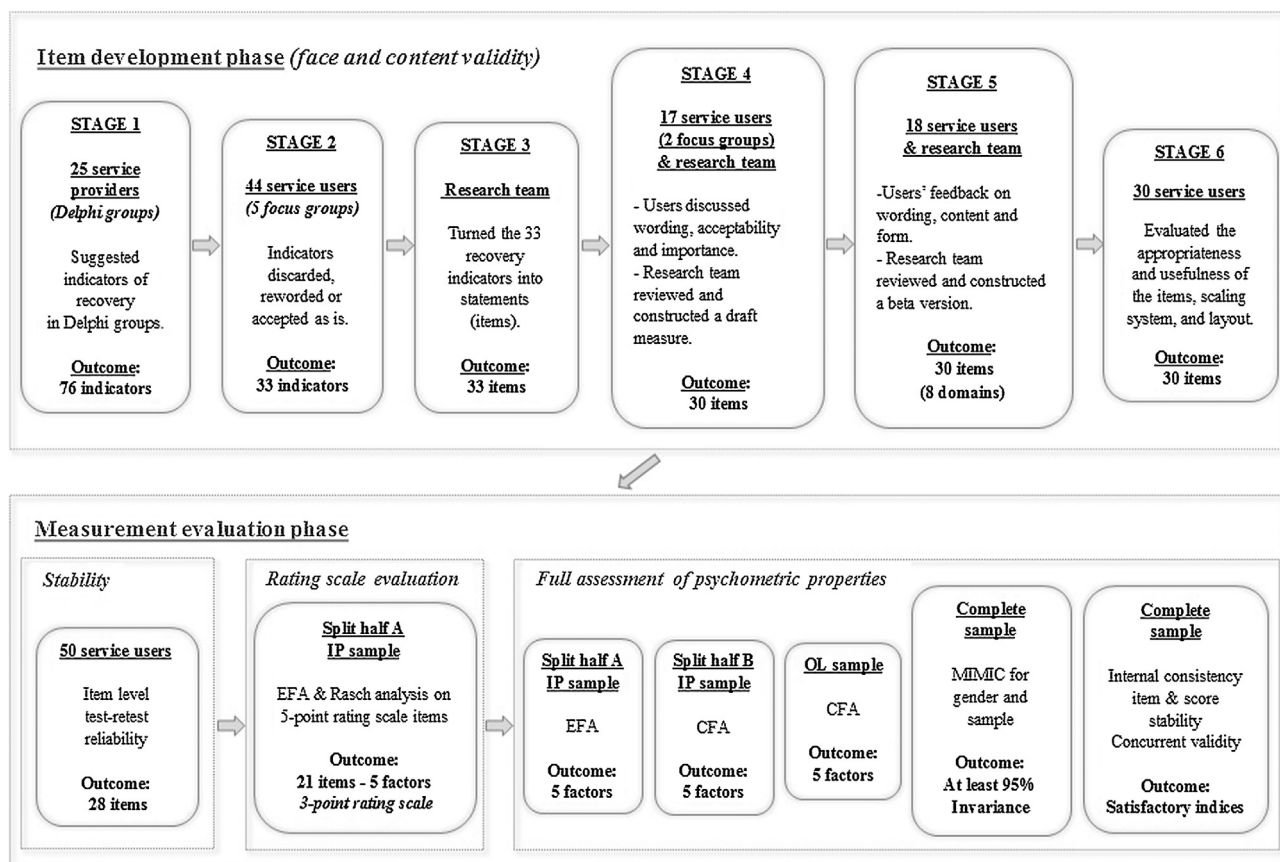 Item development phase (face and content validity)
STAGE 1
25 service
providers
(Delphi groups)
Suggested
indicators of
recovery
in Delphi groups.
Outcome:
76 indicators
STAGE 2
44 service users
(5 focus groups)
Indicators
discarded,
reworded or
accepted as is.
Outcome:
33 indicators
STAGE 3
Research team
Turned the 33
recovery
indicators into
statements
(items).
Outcome:
33 items
STAGE 4
17 service users
(2 focus groups)
& research team
- Users discussed
wording, acceptability
and importance.
- Research team
reviewed and
constructed a draft
measure.
Outcome:
30 items
STAGE 5
18 service users
& research team
-Users' feedback on
wording, content and
form.
- Research team
reviewed and constructed
a beta version.
Outcome:
30 items
(8 domains)
STAGE 6
30 service users
Evaluated the
appropriateness
and usefulness of
the items, scaling
system, and layout.
Outcome:
30 items
Measurement evaluation phase
Stability
50 service users
Item level
test-retest
reliability
Outcome:
28 items
Rating scale evaluation
Split half A
IP sample
EFA & Rasch analysis on
5-point rating scale items
Outcome:
21 items - 5 factors
3-point rating scale
Full assessment of psychometric properties
Split half A
IP sample
EFA
Outcome:
5 factors
Split half B
IP sample
CFA
Outcome:
5 factors
OL sample
CFA
Outcome:
5 factors
Complete
sample
MIMIC for
gender and
sample
Outcome:
At least 95%
Invariance
Complete
sample
Internal consistency
item & score
stability
Concurrent validity
Outcome:
Satisfactory indices